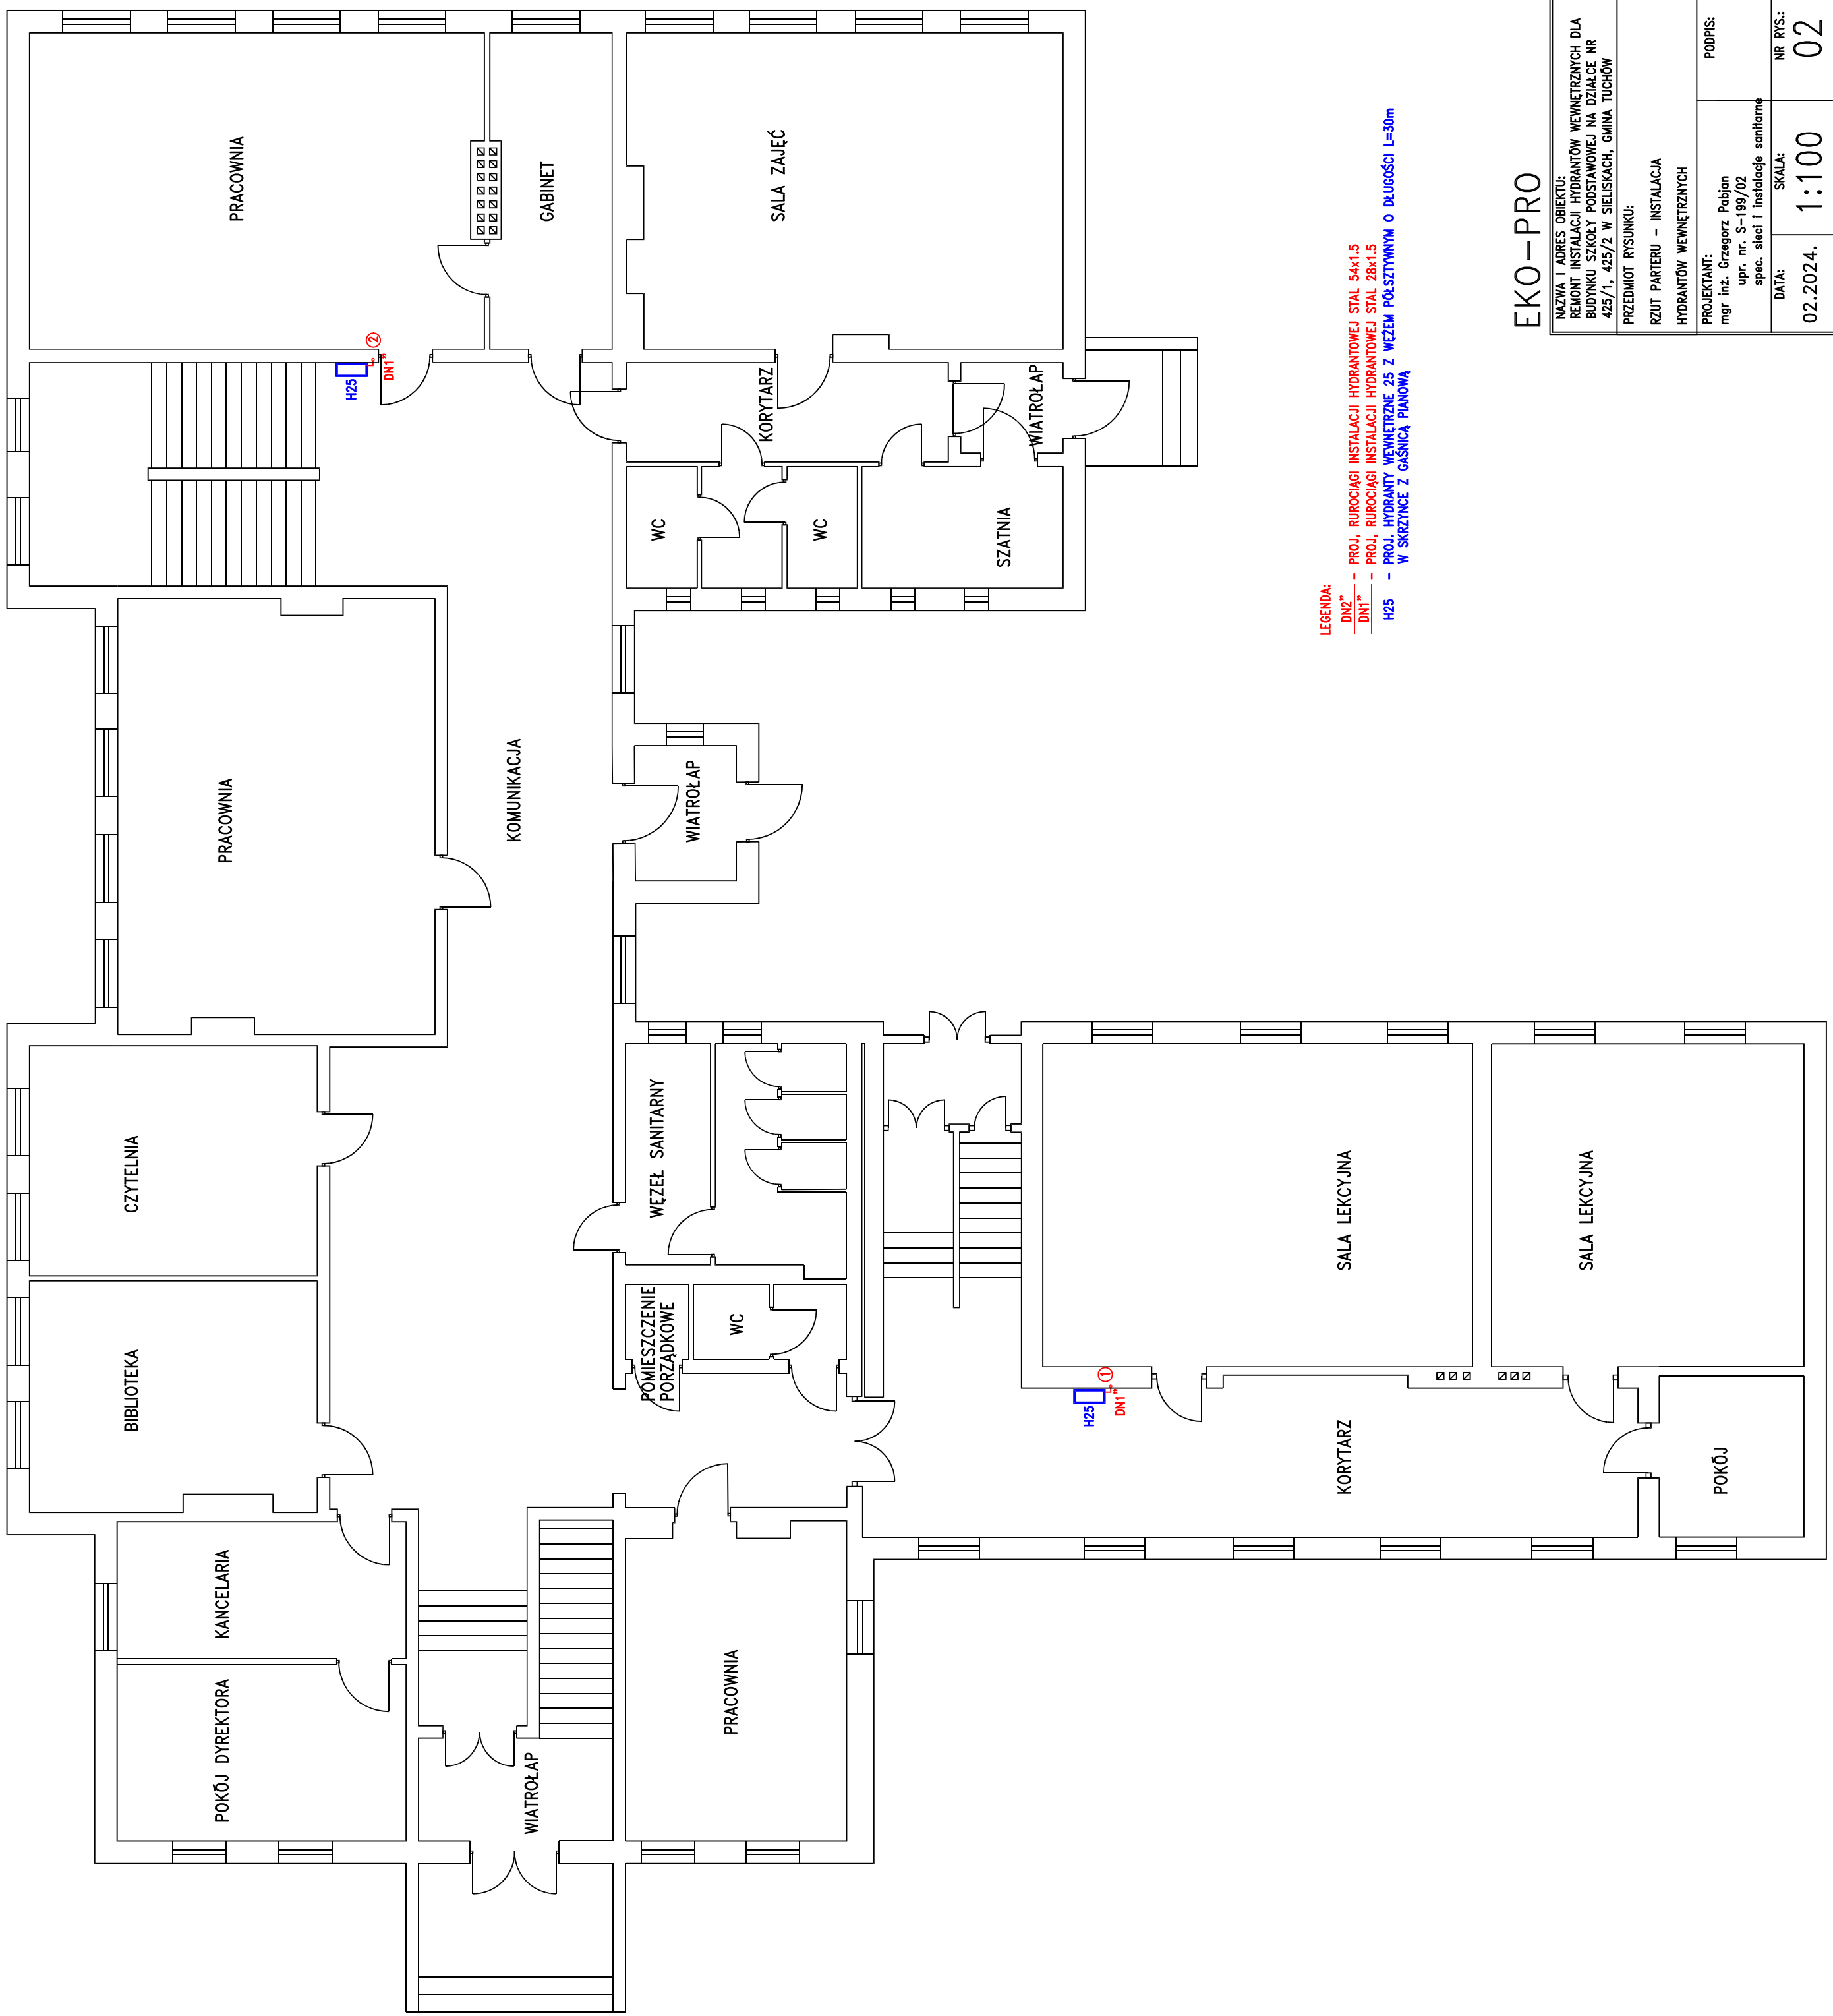 POKÓJ DYREKTORA
KANCELARIA
BIBLIOTEKA
CZYTELNIA
PRACOWNIA
PRACOWNIA
H25
DN1"
2
GABINET
KOMUNIKACJA
WIATROŁAP
PRACOWNIA
POMIESZCZENIE
PORZĄDKOWE
WC
WĘZEŁ SANITARNY
WIATROŁAP
WC
WC
KORYTARZ
SALA ZAJĘĆ
SZATNIA
WIATROŁAP
H25
DN1"
1
KORYTARZ
SALA LEKCYJNA
SALA LEKCYJNA
POKÓJ
LEGENDA:
DN2" - PROJ, RUROCIĄGI INSTALACJI HYDRANTOWEJ STAL 54x1.5
DN1" - PROJ, RUROCIĄGI INSTALACJI HYDRANTOWEJ STAL 28x1.5
H25 - PROJ. HYDRANTY WEWNĘTRZNE 25 Z WĘŻEM PÓŁSZTYWNYM O DŁUGOŚCI L=30m
W SKRZYNCE Z GAŚNICĄ PIANOWĄ
EKO-PRO
NAZWA I ADRES OBIEKTU:
REMONT INSTALACJI HYDRANTÓW WEWNĘTRZNYCH DLA
BUDYNKU SZKOŁY PODSTAWOWEJ NA DZIAŁCE NR
425/1, 425/2 W SIELISKACH, GMINA TUCHÓW
PRZEDMIOT RYSUNKU:
RZUT PARTERU - INSTALACJA
HYDRANTÓW WEWNĘTRZNYCH
PROJEKTANT:
mgr inż. Grzegorz Pabjan
upr. nr. S-199/02
spec. sieci i instalacje sanitarne
PODPIS:
DATA:
02.2024.
SKALA:
1:100
NR RYS.:
02